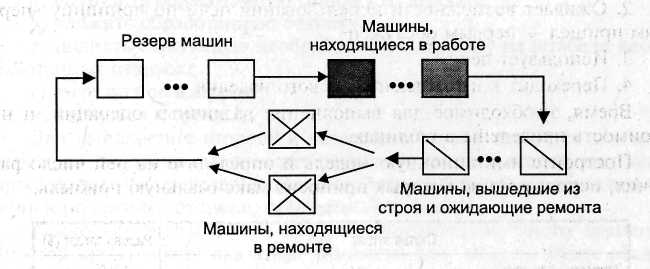 Резерв машин
Машины,
находящиеся в работе
Машины, вышедшие из
строя и ожидающие ремонта
Машины, находящиеся
в ремонте